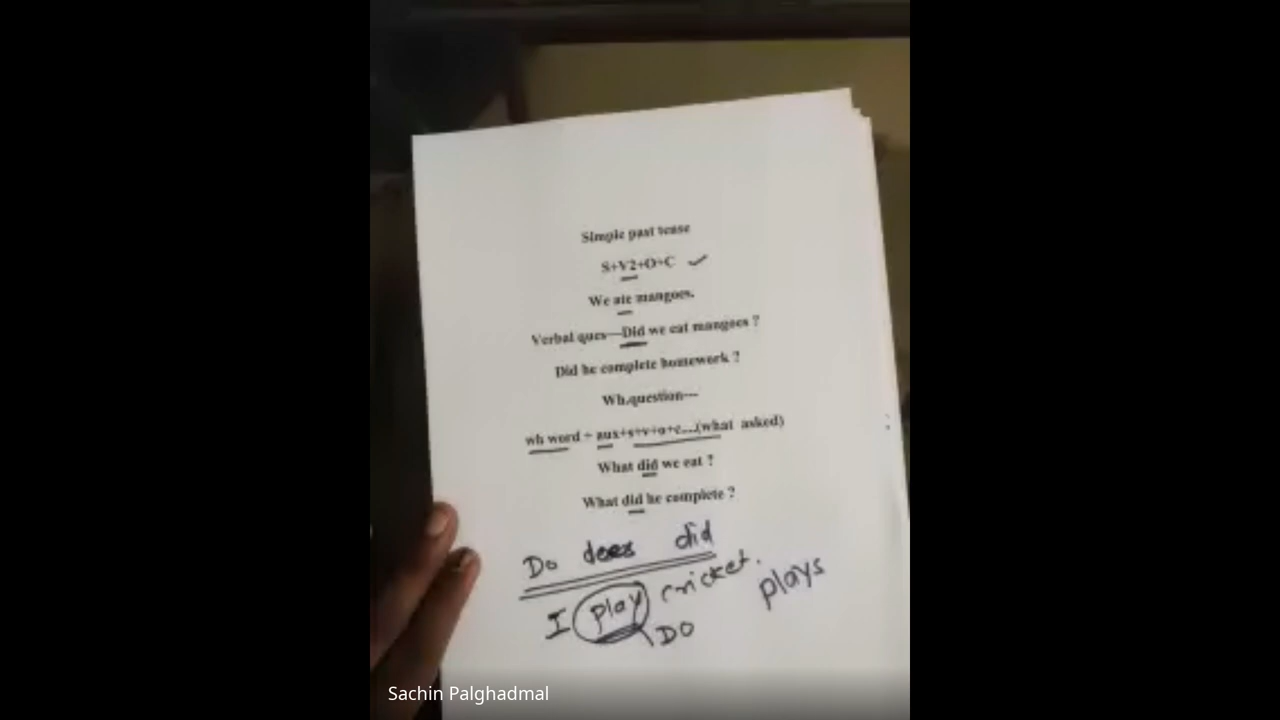 Simple past tense
S+V2+O+C
We ate mangoes.
Verbal ques---Did we eat mangoes ?
Did he complete homework ?
Wh.question---
wh word + aux+s+v+o+c...(what asked)
What did we eat ?
What did he complete ?
Do does did
I play cricket. plays
DO
Sachin Palghadmal